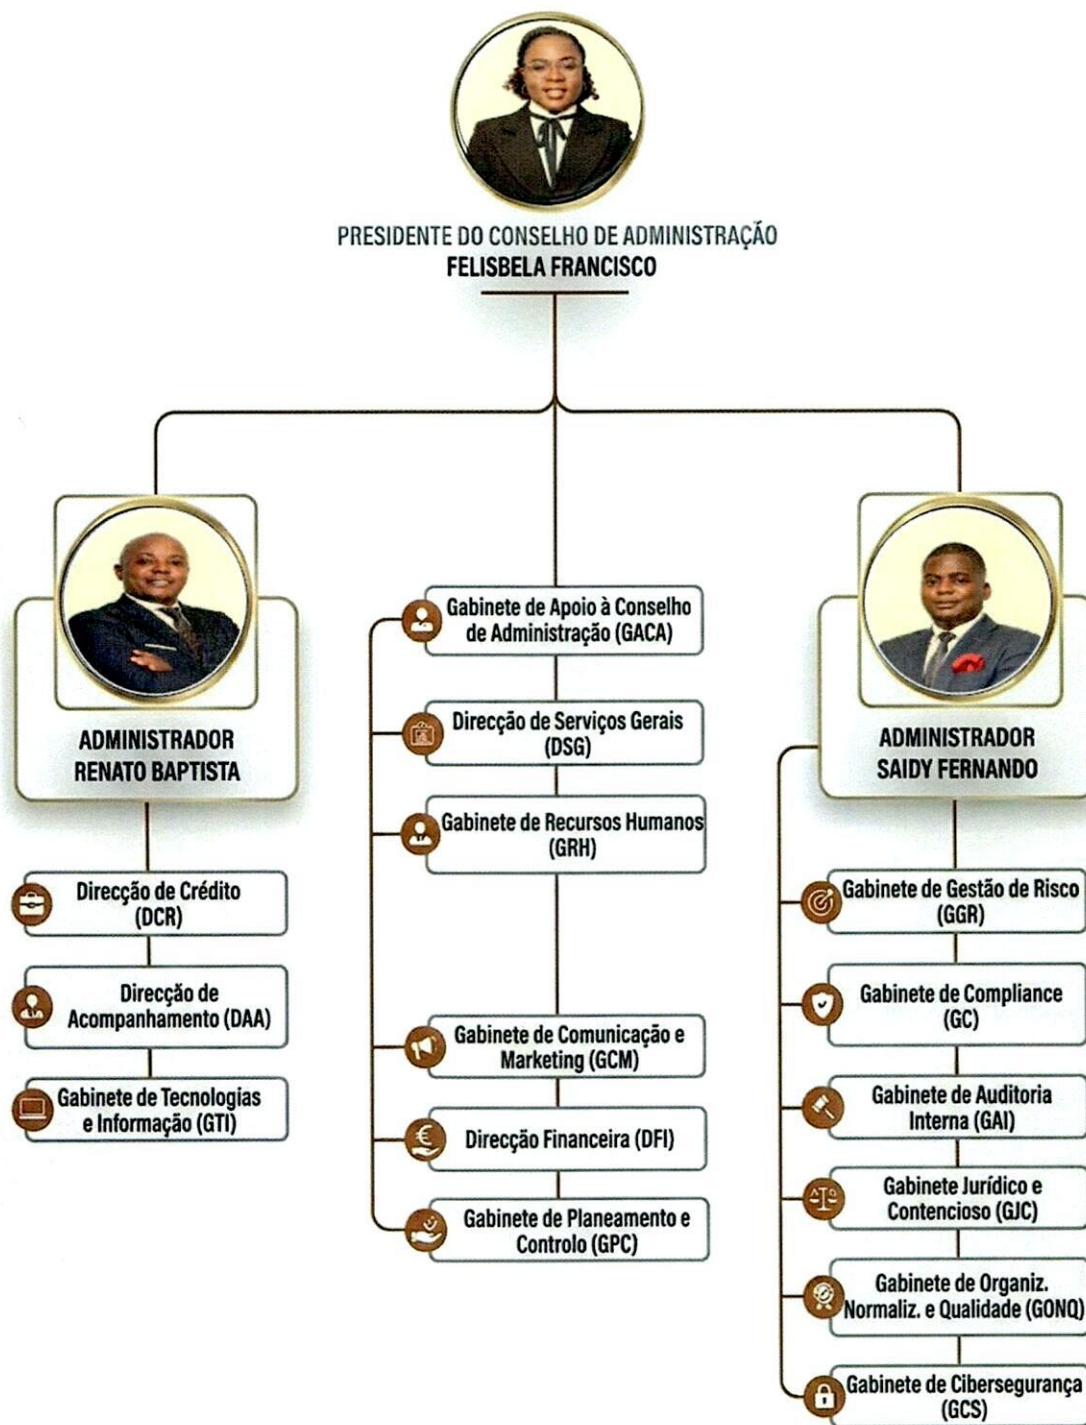 PRESIDENTE DO CONSELHO DE ADMINISTRAÇÃO
FELISBELA FRANCISCO
ADMINISTRADOR
RENATO BAPTISTA
Direcção de Crédito
(DCR)
Direcção de
Acompanhamento (DAA)
Gabinete de Tecnologias
e Informação (GTI)
Gabinete de Apoio à Conselho
de Administração (GACA)
Direcção de Serviços Gerais
(DSG)
Gabinete de Recursos Humanos
(GRH)
Gabinete de Comunicação e
Marketing (GCM)
Direcção Financeira (DFI)
Gabinete de Planeamento e
Controlo (GPC)
ADMINISTRADOR
SAIDY FERNANDO
Gabinete de Gestão de Risco
(GGR)
Gabinete de Compliance
(GC)
Gabinete de Auditoria
Interna (GAI)
Gabinete Jurídico e
Contencioso (GJC)
Gabinete de Organiz.
Normaliz. e Qualidade (GONQ)
Gabinete de Cibersegurança
(GCS)